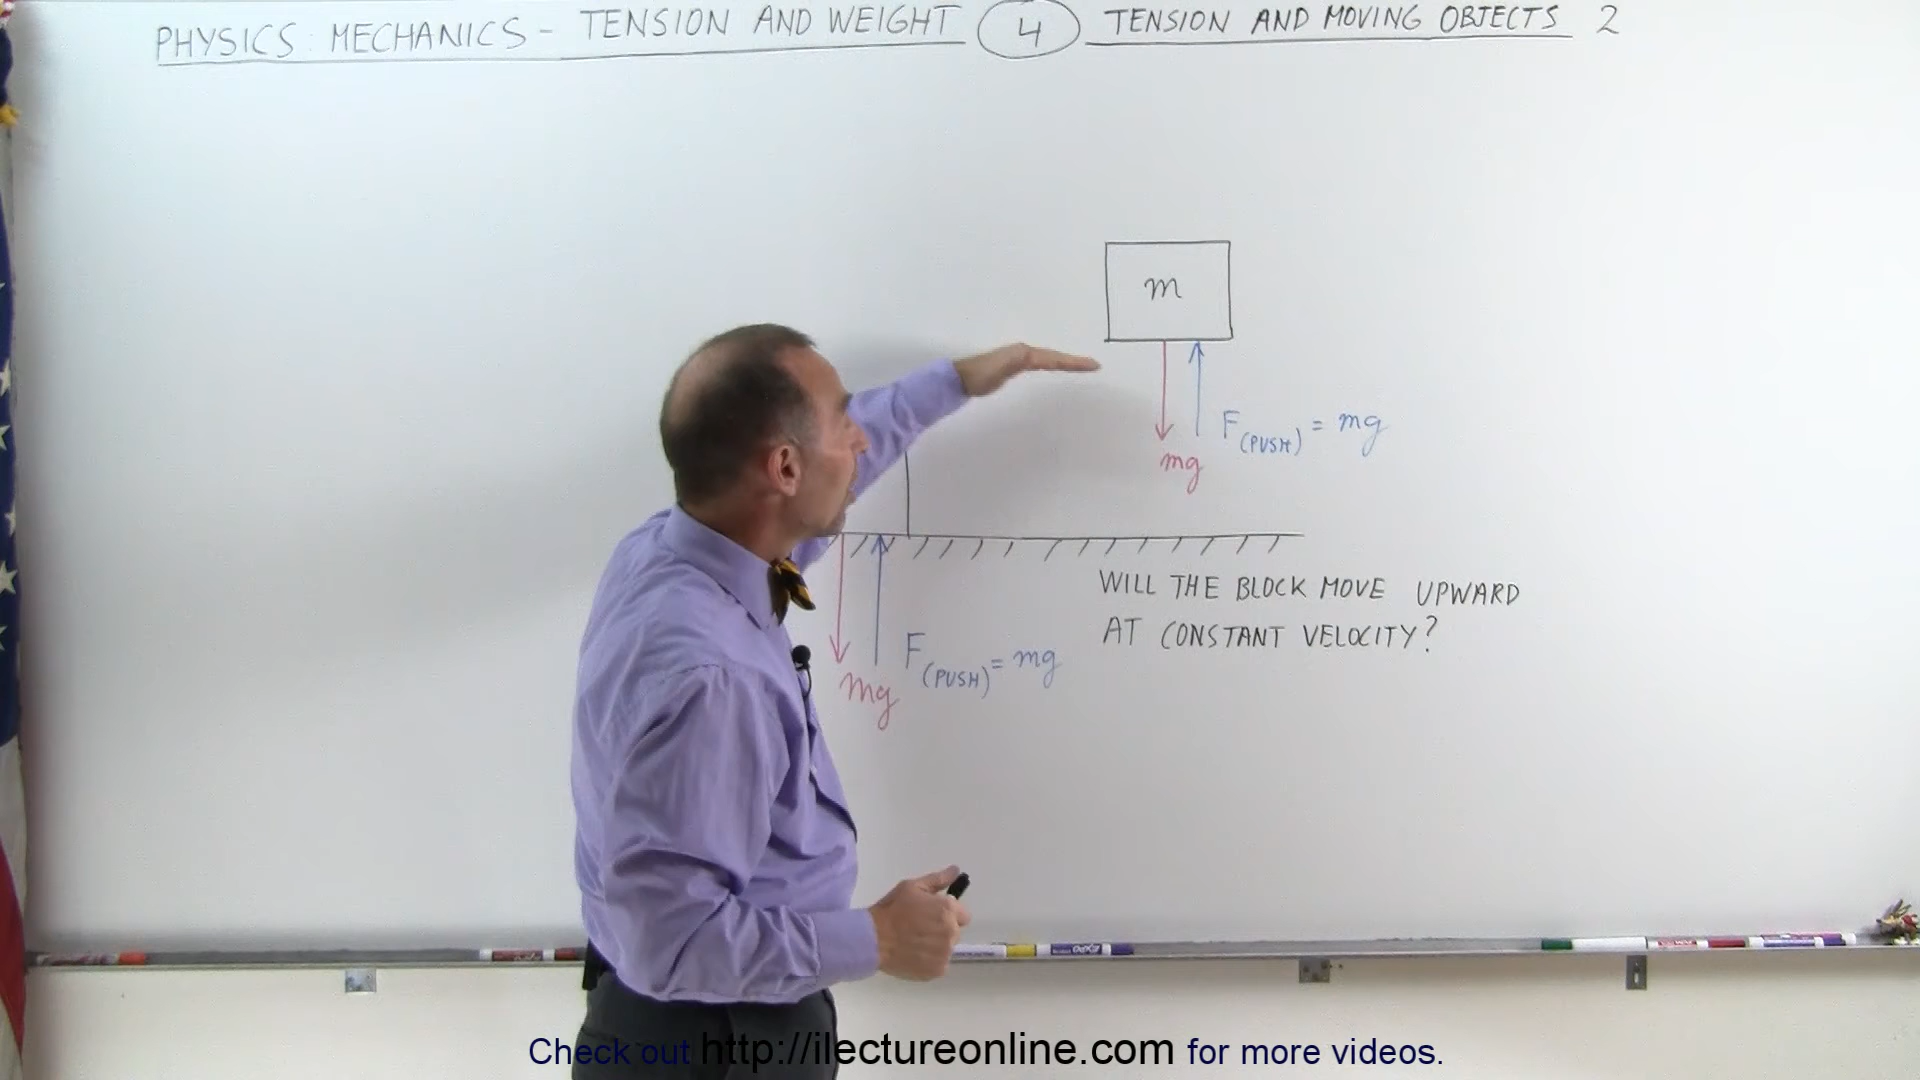 PHYSICS: MECHANICS - TENSION AND WEIGHT 4 TENSION AND MOVING OBJECTS 2
m
F(PUSH) = mg
mg
WILL THE BLOCK MOVE UPWARD
AT CONSTANT VELOCITY?
F(PUSH) = mg
mg
Check out http://ilectureonline.com for more videos.